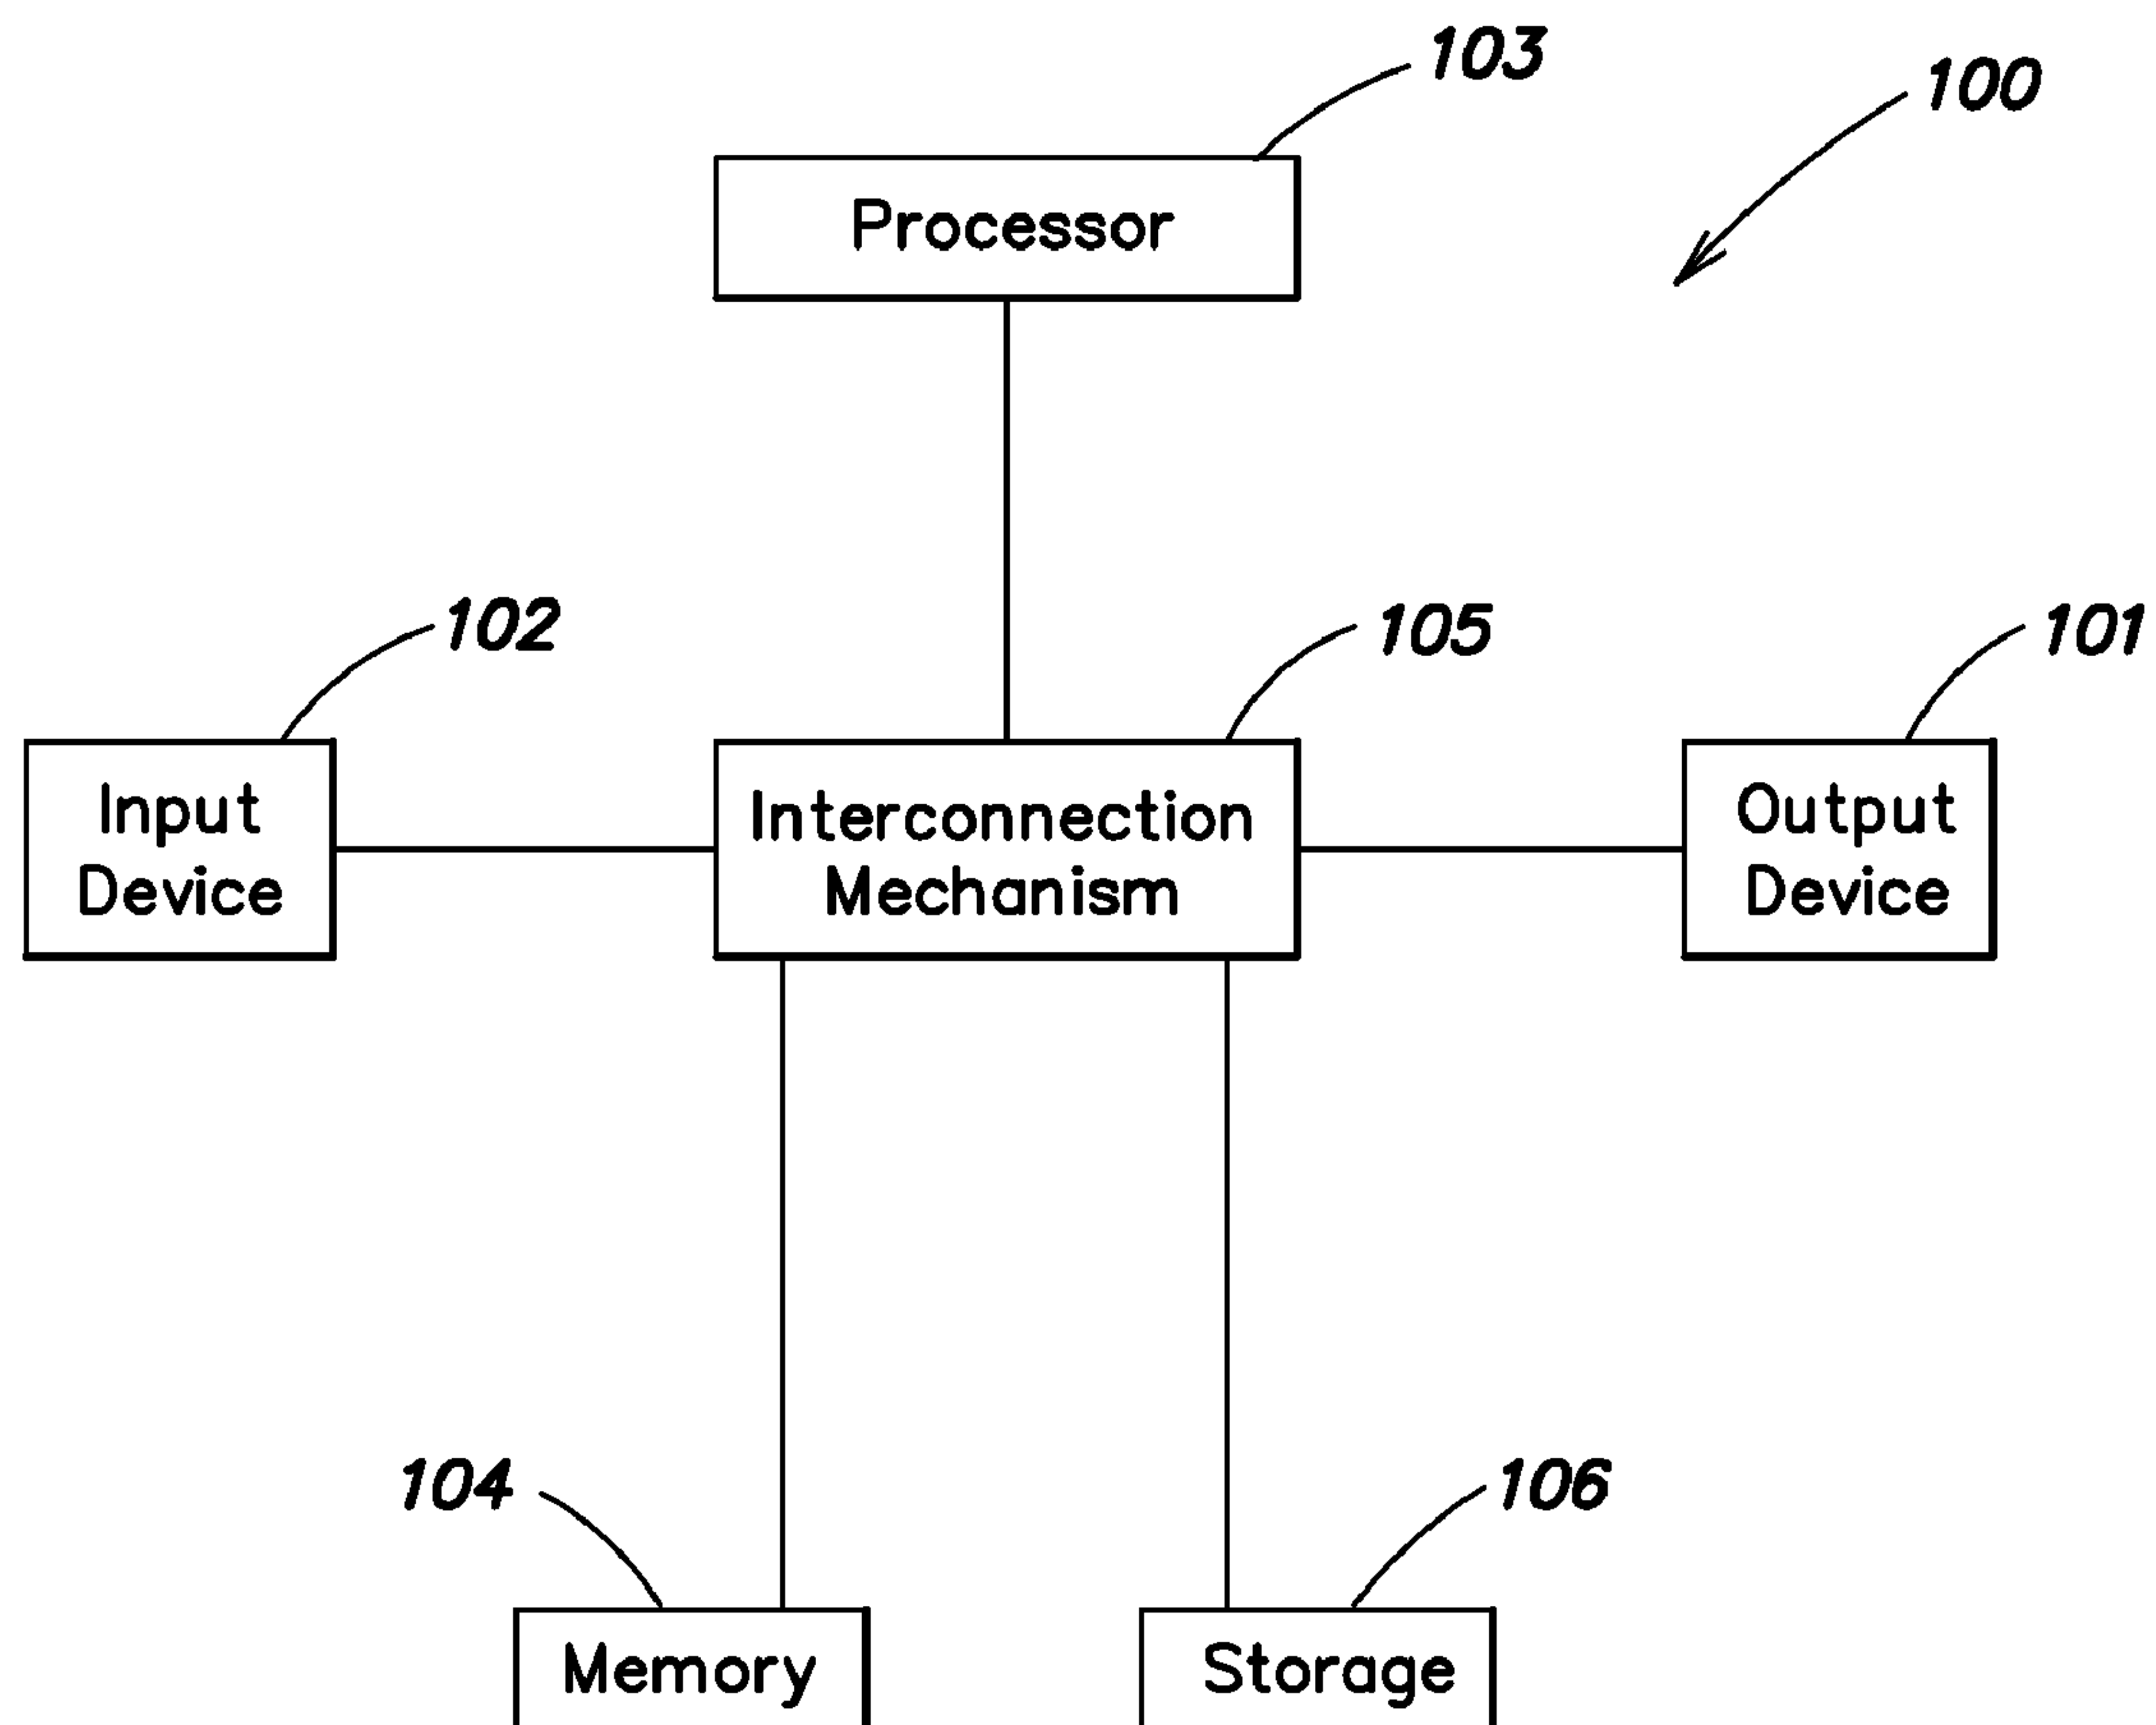 103
100
Processor
102
105
101
Input
Device
Interconnection
Mechanism
Output
Device
104
106
Memory
Storage